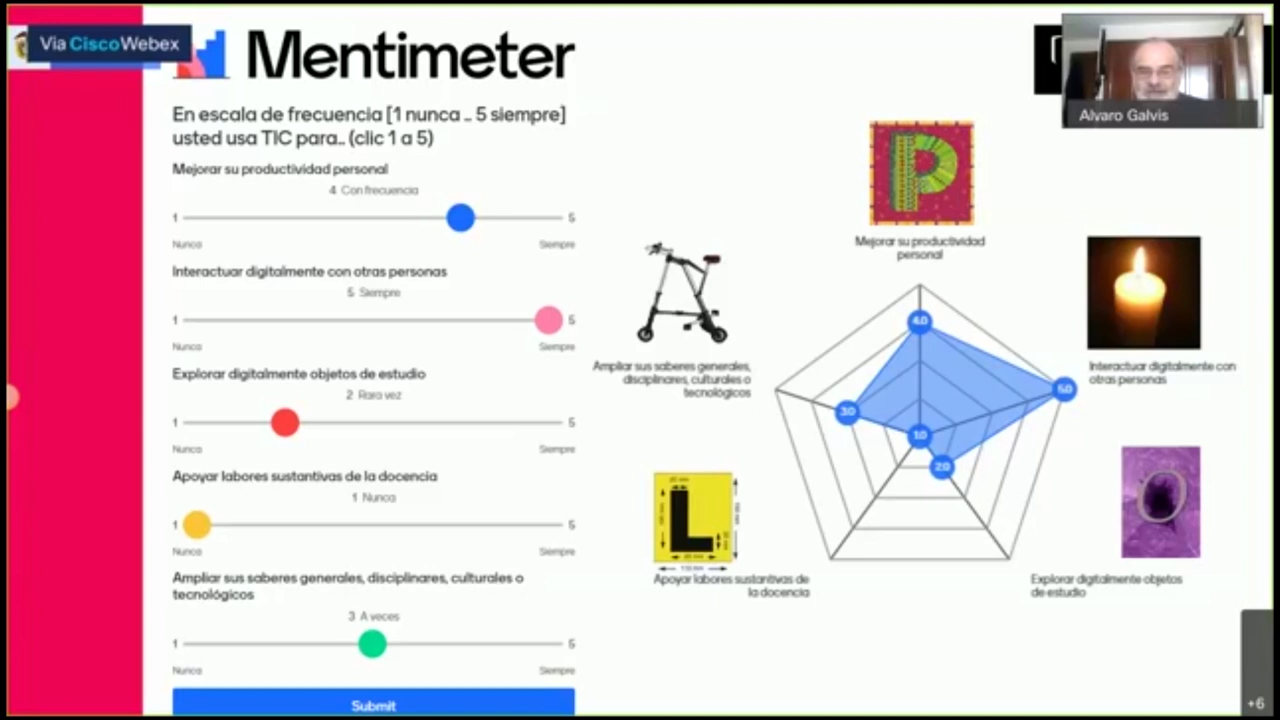 Via CiscoWebex
Mentimeter
En escala de frecuencia [1 nunca .. 5 siempre]
usted usa TIC para.. (clic 1 a 5)
Mejorar su productividad personal
4 Con frecuencia
1
5
Nunca
Siempre
Interactuar digitalmente con otras personas
5 Siempre
1
5
Nunca
Siempre
Explorar digitalmente objetos de estudio
2 Rara vez
1
5
Nunca
Siempre
Apoyar labores sustantivas de la docencia
1 Nunca
1
5
Nunca
Siempre
Ampliar sus saberes generales, disciplinares, culturales o
tecnológicos
3 A veces
1
5
Nunca
Siempre
Submit
Alvaro Galvis
P
Mejorar su productividad
personal
Interactuar digitalmente con
otras personas
Ampliar sus saberes generales,
disciplinares, culturales o
tecnológicos
4.0
5.0
3.0
1.0
2.0
L
Apoyar labores sustantivas de
la docencia
O
Explorar digitalmente objetos
de estudio
+6